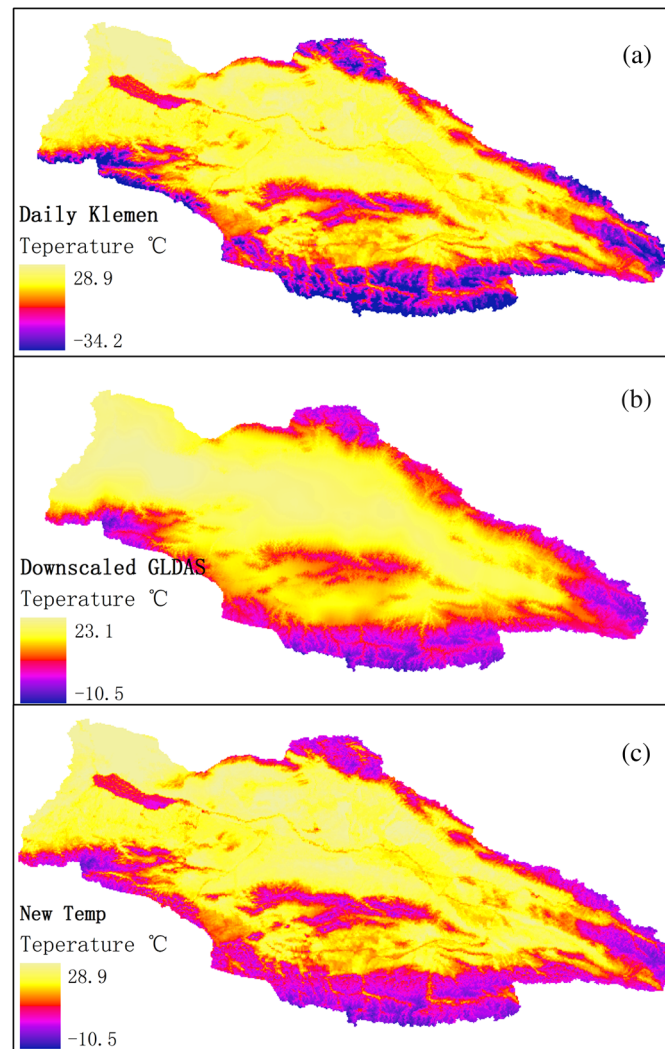 (a)
Daily Klemen
Teperature ℃
28.9
-34.2
(b)
Downscaled GLDAS
Teperature ℃
23.1
-10.5
(c)
New Temp
Teperature ℃
28.9
-10.5